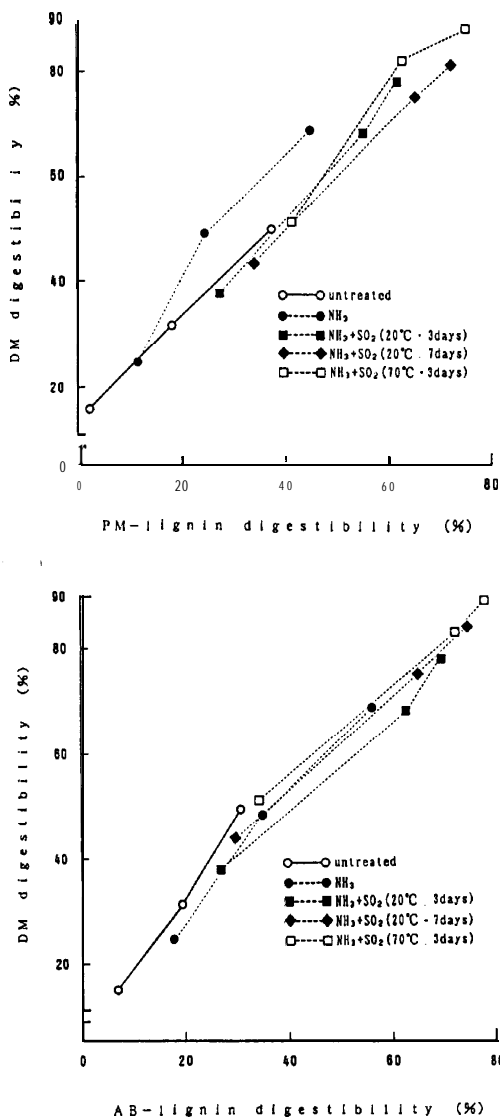 90
80
60
40
20
0
DM digestibi i y %)
untreated
NH₃
NH₃+SO₂(20℃・3days)
NH₃+SO₂(20℃. 7days)
NH₃+SO₂(70℃・3days)
0 20 40 60 80
PM-lignin digestibility (%)
90
80
60
40
20
DM digestibility (%)
untreated
NH₃
NH₃+SO₂(20℃. 3days)
NH₃+SO₂(20℃・7days)
NH₃+SO₂(70℃. 3days)
0 20 40 60 80
AB-lignin digestibility (%)